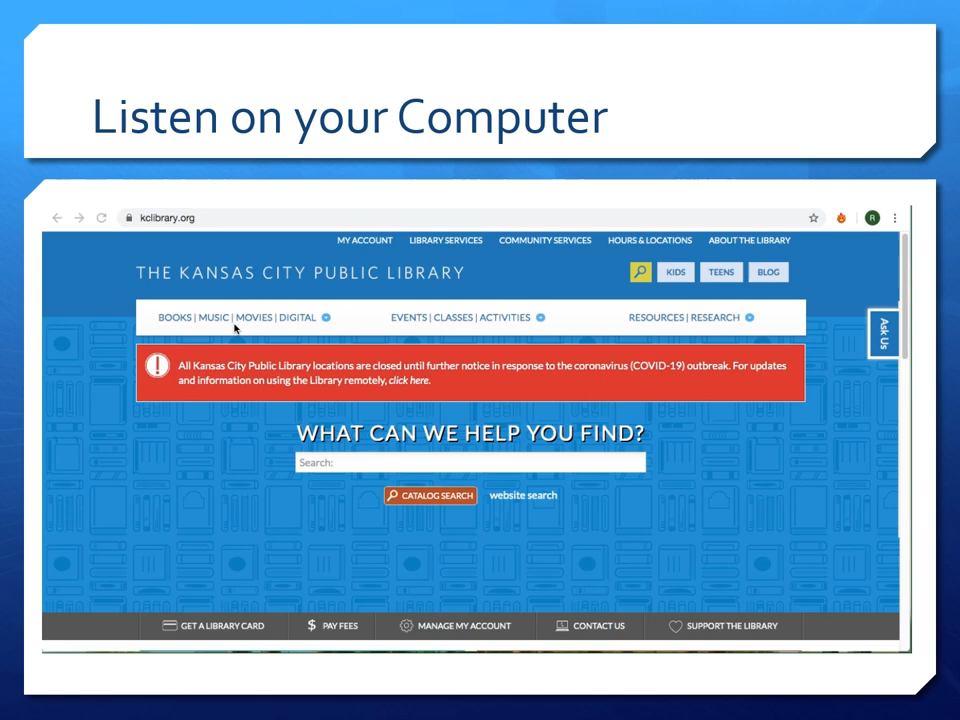 Listen on your Computer
kclibrary.org
R
MY ACCOUNT LIBRARY SERVICES COMMUNITY SERVICES HOURS & LOCATIONS ABOUT THE LIBRARY
THE KANSAS CITY PUBLIC LIBRARY
KIDS TEENS BLOG
BOOKS | MUSIC | MOVIES | DIGITAL EVENTS | CLASSES | ACTIVITIES RESOURCES | RESEARCH
Ask Us
All Kansas City Public Library locations are closed until further notice in response to the coronavirus (COVID-19) outbreak. For updates
and information on using the Library remotely, click here.
WHAT CAN WE HELP YOU FIND?
Search:
CATALOG SEARCH website search
GET A LIBRARY CARD $ PAY FEES MANAGE MY ACCOUNT CONTACT US SUPPORT THE LIBRARY